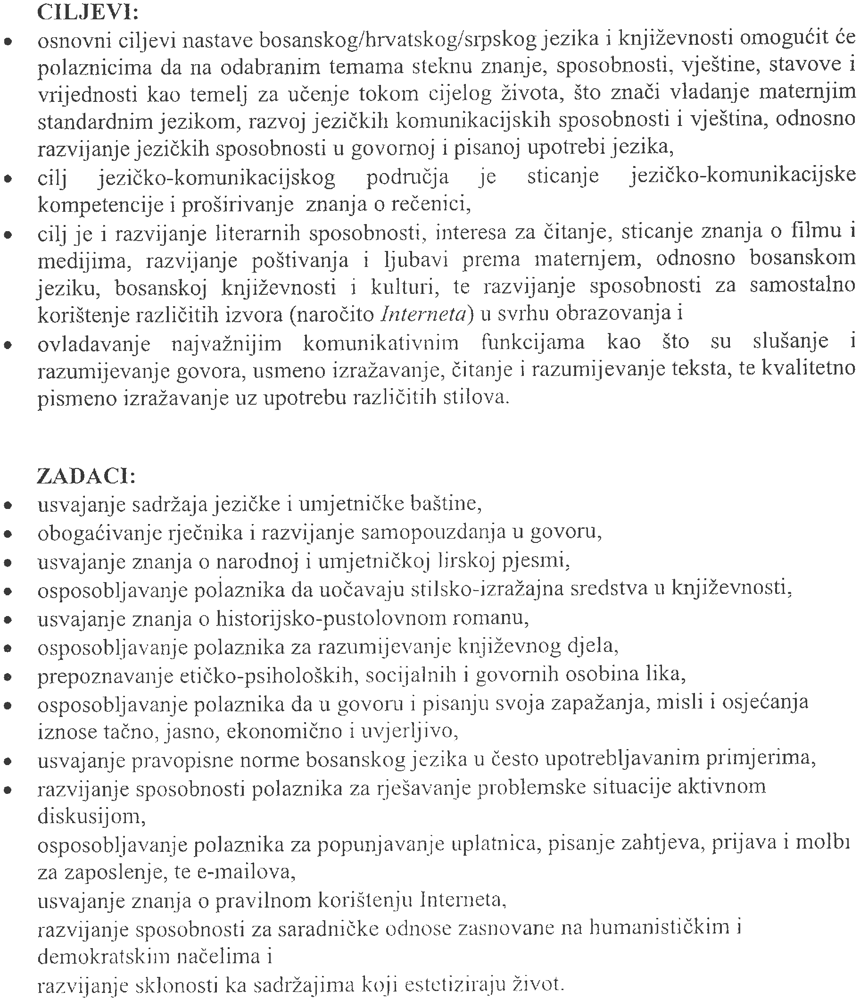 CILJEVI:
• osnovni ciljevi nastave bosanskog/hrvatskog/srpskog jezika i književnosti omogućit će
polaznicima da na odabranim temama steknu znanje, sposobnosti, vještine, stavove i
vrijednosti kao temelj za učenje tokom cijelog života, što znači vladanje maternjim
standardnim jezikom, razvoj jezičkih komunikacijskih sposobnosti i vještina, odnosno
razvijanje jezičkih sposobnosti u govornoj i pisanoj upotrebi jezika,
• cilj jezičko-komunikacijskog područja je sticanje jezičko-komunikacijske
kompetencije i proširivanje znanja o rečenici,
• cilj je i razvijanje literarnih sposobnosti, interesa za čitanje, sticanje znanja o filmu i
medijima, razvijanje poštivanja i ljubavi prema maternjem, odnosno bosanskom
jeziku, bosanskoj književnosti i kulturi, te razvijanje sposobnosti za samostalno
korištenje različitih izvora (naročito Interneta) u svrhu obrazovanja i
• ovladavanje najvažnijim komunikativnim funkcijama kao što su slušanje i
razumijevanje govora, usmeno izražavanje, čitanje i razumijevanje teksta, te kvalitetno
pismeno izražavanje uz upotrebu različitih stilova.
ZADACI:
• usvajanje sadržaja jezičke i umjetničke baštine,
• obogaćivanje rječnika i razvijanje samopouzdanja u govoru,
• usvajanje znanja o narodnoj i umjetničkoj lirskoj pjesmi,
• osposobljavanje polaznika da uočavaju stilsko-izražajna sredstva u književnosti,
• usvajanje znanja o historijsko-pustolovnom romanu,
• osposobljavanje polaznika za razumijevanje književnog djela,
• prepoznavanje etičko-psiholoških, socijalnih i govornih osobina lika,
• osposobljavanje polaznika da u govoru i pisanju svoja zapažanja, misli i osjećanja
iznose tačno, jasno, ekonomično i uvjerljivo,
• usvajanje pravopisne norme bosanskog jezika u često upotrebljavanim primjerima,
• razvijanje sposobnosti polaznika za rješavanje problemske situacije aktivnom
diskusijom,
osposobljavanje polaznika za popunjavanje uplatnica, pisanje zahtjeva, prijava i molbi
za zaposlenje, te e-mailova,
usvajanje znanja o pravilnom korištenju Interneta,
razvijanje sposobnosti za saradničke odnose zasnovane na humanističkim i
demokratskim načelima i
razvijanje sklonosti ka sadržajima koji estetiziraju život.